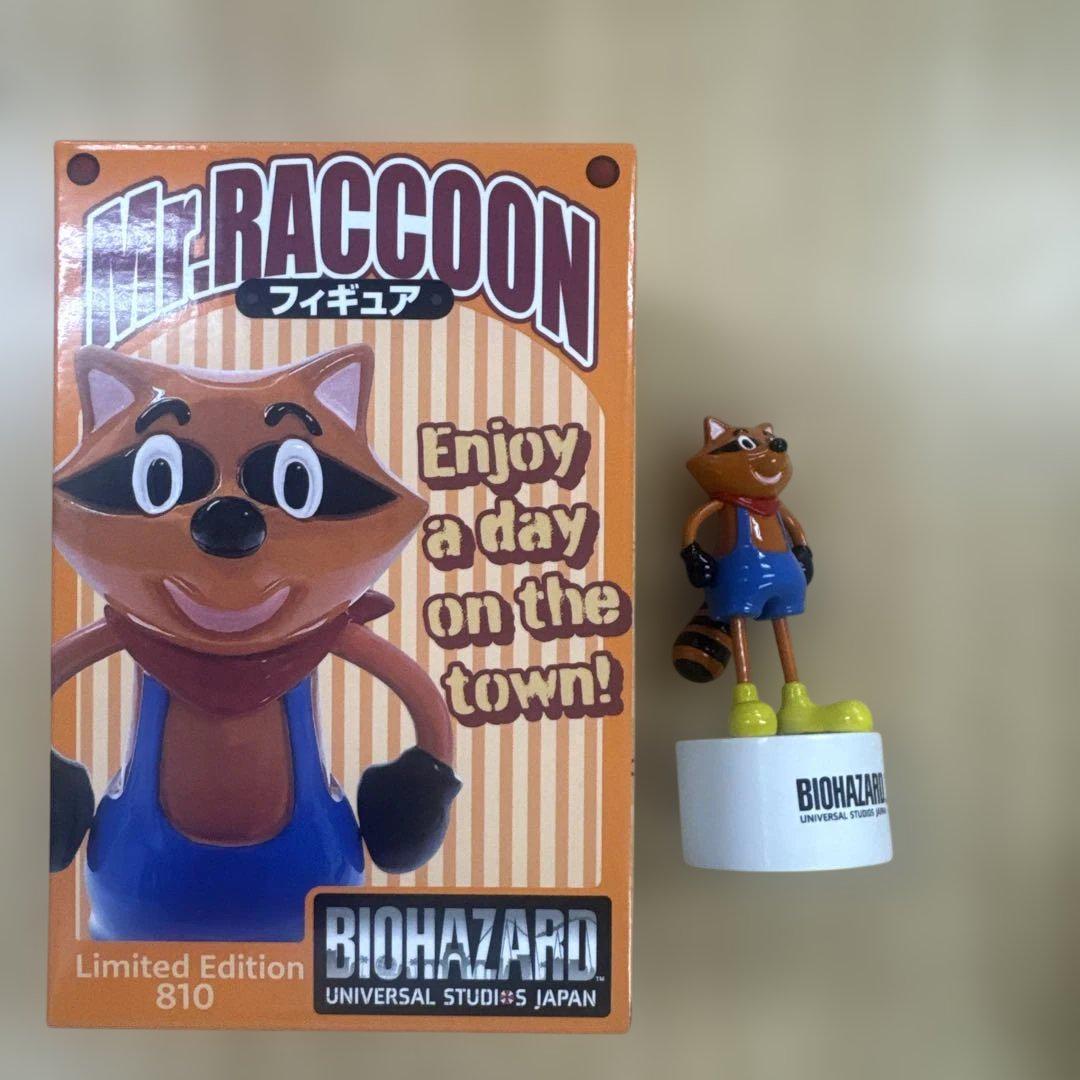 Mr.RACCOON
フィギュア
Enjoy
a day
on the
town!
Limited Edition
810
BIOHAZARD™
UNIVERSAL STUDIOS JAPAN
BIOHAZARD
UNIVERSAL STUDIOS JAPAN